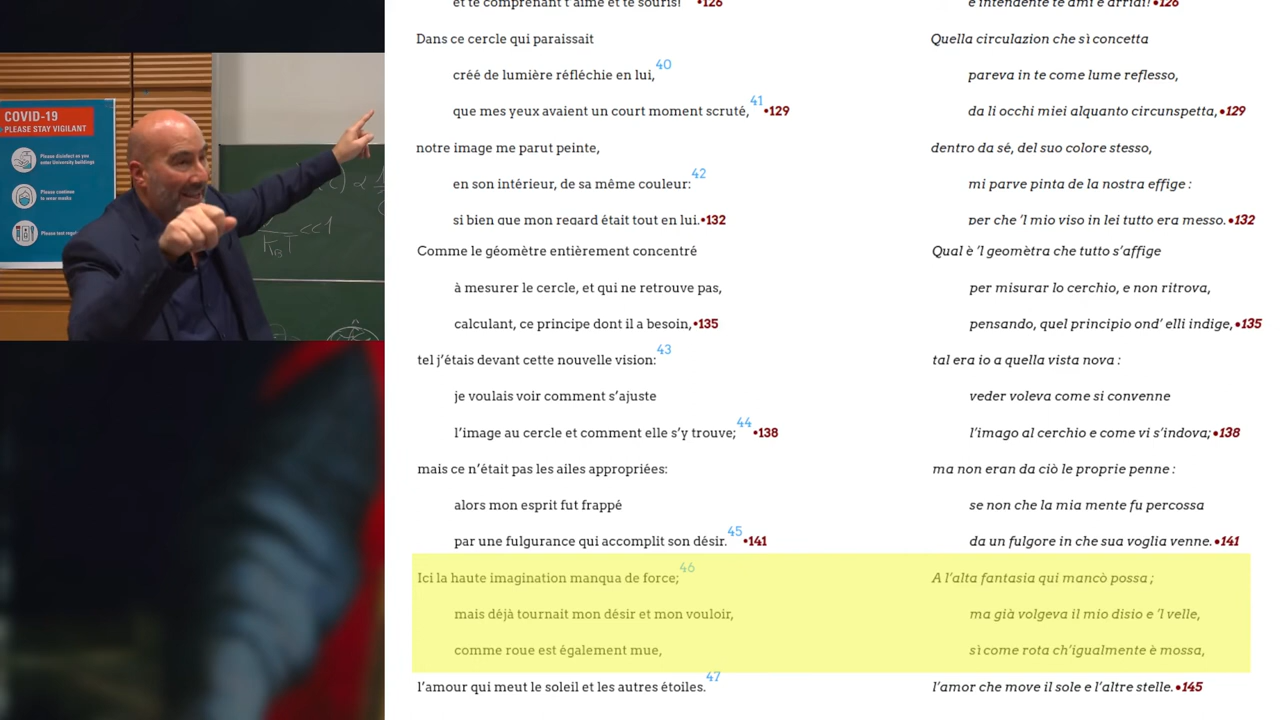 COVID-19
PLEASE STAY VIGILANT
Please disinfect as you
enter University buildings
Please continue
to wear masks
<<1
K_B T
et te comprenant t'aime et te souris! •126
Dans ce cercle qui paraissait
créé de lumière réfléchie en lui, 40
que mes yeux avaient un court moment scruté, 41 •129
notre image me parut peinte,
en son intérieur, de sa même couleur: 42
si bien que mon regard était tout en lui. •132
Comme le géomètre entièrement concentré
à mesurer le cercle, et qui ne retrouve pas,
calculant, ce principe dont il a besoin, •135
tel j'étais devant cette nouvelle vision: 43
je voulais voir comment s'ajuste
l'image au cercle et comment elle s'y trouve; 44 •138
mais ce n'était pas les ailes appropriées:
alors mon esprit fut frappé
par une fulgurance qui accomplit son désir. 45 •141
Ici la haute imagination manqua de force; 46
mais déjà tournait mon désir et mon vouloir,
comme roue est également mue,
l'amour qui meut le soleil et les autres étoiles. 47
e intendente te ami e arridi! •126
Quella circulazion che sì concetta
pareva in te come lume reflesso,
da li occhi miei alquanto circunspetta, •129
dentro da sé, del suo colore stesso,
mi parve pinta de la nostra effige :
per che 'l mio viso in lei tutto era messo. •132
Qual è 'l geomètra che tutto s'affige
per misurar lo cerchio, e non ritrova,
pensando, quel principio ond' elli indige, •135
tal era io a quella vista nova :
veder voleva come si convenne
l'imago al cerchio e come vi s'indova; •138
ma non eran da ciò le proprie penne :
se non che la mia mente fu percossa
da un fulgore in che sua voglia venne. •141
A l'alta fantasia qui mancò possa ;
ma già volgeva il mio disio e 'l velle,
sì come rota ch'igualmente è mossa,
l'amor che move il sole e l'altre stelle. •145